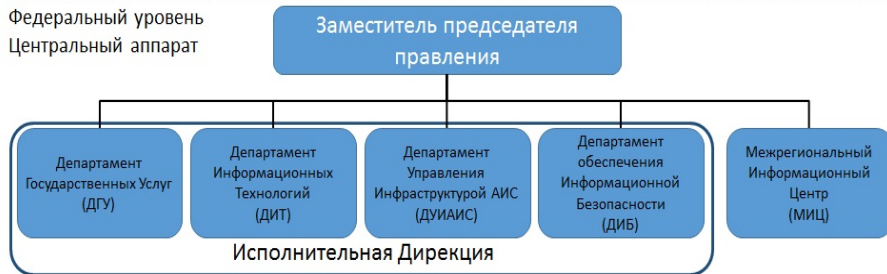 Федеральный уровень
Центральный аппарат
Заместитель председателя
правления
Департамент
Государственных Услуг
(ДГУ)
Департамент
Информационных
Технологий
(ДИТ)
Департамент
Управления
Инфраструктурой АИС
(ДУИАИС)
Департамент
обеспечения
Информационной
Безопасности
(ДИБ)
Межрегиональный
Информационный
Центр
(МИЦ)
Исполнительная Дирекция